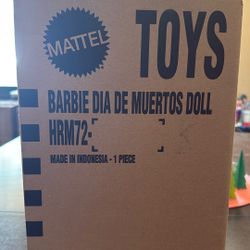 MATTEL
TOYS
BARBIE DIA DE MUERTOS DOLL
HRM72-
MADE IN INDONESIA - 1 PIECE